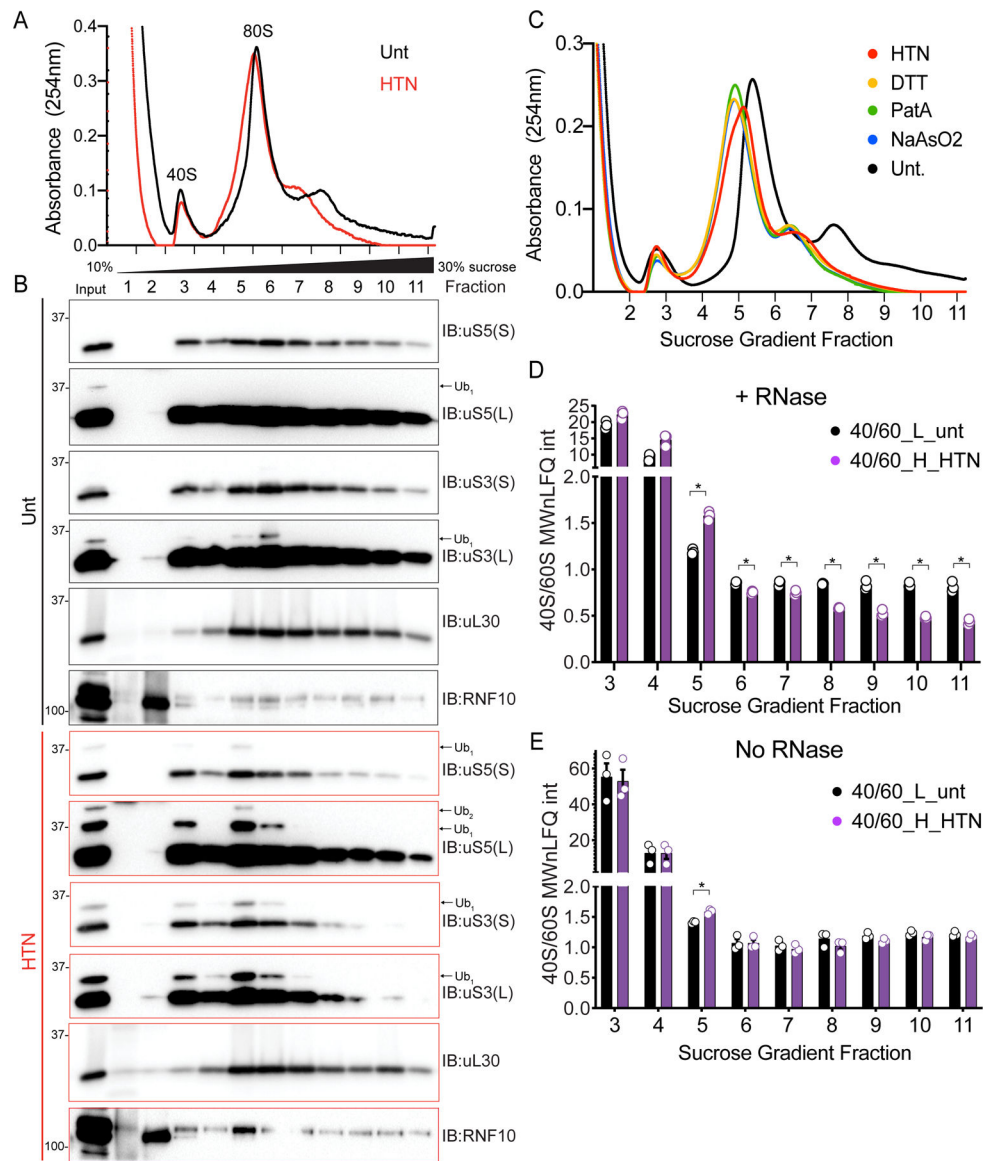 A
0.4
0.3
0.2
0.1
0.0
Absorbance (254nm)
80S
40S
Unt
HTN
10%
30% sucrose
B
Input 1 2 3 4 5 6 7 8 9 10 11 Fraction
Unt
37
IB:uS5(S)
37
←Ub1
IB:uS5(L)
37
IB:uS3(S)
37
←Ub1
IB:uS3(L)
37
IB:uL30
100
IB:RNF10
HTN
37
←Ub1
IB:uS5(S)
37
←Ub2
←Ub1
IB:uS5(L)
37
←Ub1
IB:uS3(S)
37
←Ub1
IB:uS3(L)
37
IB:uL30
100
IB:RNF10
C
0.3
0.2
0.1
0.0
Absorbance (254nm)
HTN
DTT
PatA
NaAsO2
Unt.
2 3 4 5 6 7 8 9 10 11
Sucrose Gradient Fraction
D
+ RNase
40/60_L_unt
40/60_H_HTN
40S/60S MWnLFQ int
25
20
15
10
5
2.0
1.5
1.0
0.5
0.0
* * * * * * *
3 4 5 6 7 8 9 10 11
Sucrose Gradient Fraction
E
No RNase
40/60_L_unt
40/60_H_HTN
40S/60S MWnLFQ int
60
40
20
2.0
1.5
1.0
0.5
0.0
*
3 4 5 6 7 8 9 10 11
Sucrose Gradient Fraction